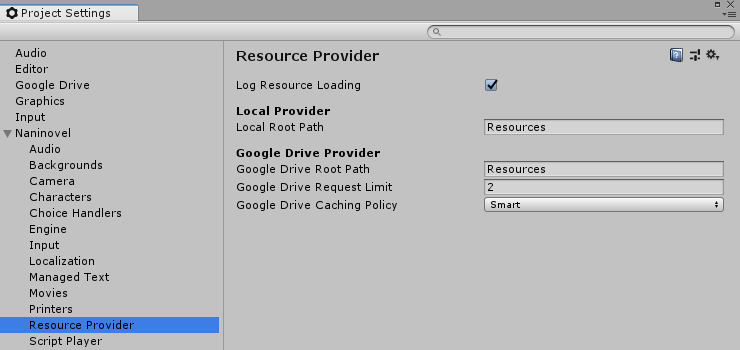 Project Settings
Audio
Editor
Google Drive
Graphics
Input
Naninovel
Audio
Backgrounds
Camera
Characters
Choice Handlers
Engine
Input
Localization
Managed Text
Movies
Printers
Resource Provider
Script Player
Resource Provider
Log Resource Loading
Local Provider
Local Root Path Resources
Google Drive Provider
Google Drive Root Path Resources
Google Drive Request Limit 2
Google Drive Caching Policy Smart